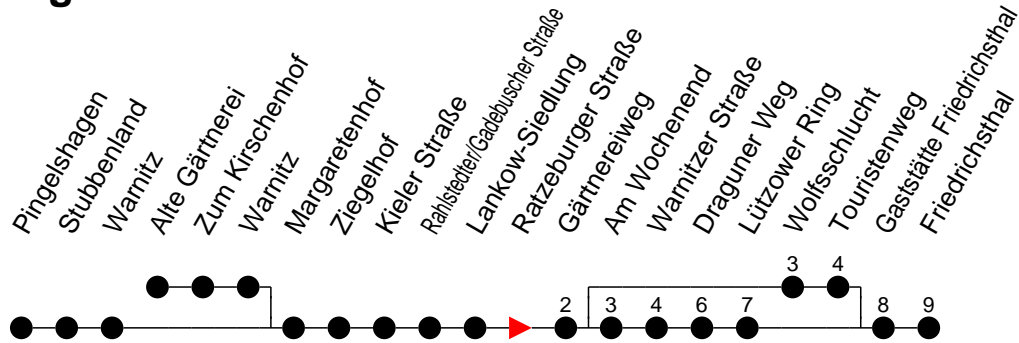 Pingelshagen
Stubbenland
Warnitz
Alte Gärtnerei
Zum Kirschenhof
Warnitz
Margaretenhof
Ziegelhof
Kieler Straße
Rahlstedter/Gadebuscher Straße
Lankow-Siedlung
Ratzeburger Straße
Gärtnereiweg
Am Wochenend
Warnitzer Straße
Draguner Weg
Lützower Ring
Wolfsschlucht
Touristenweg
Gaststätte Friedrichsthal
Friedrichsthal
3 4
2 3 4 6 7 8 9